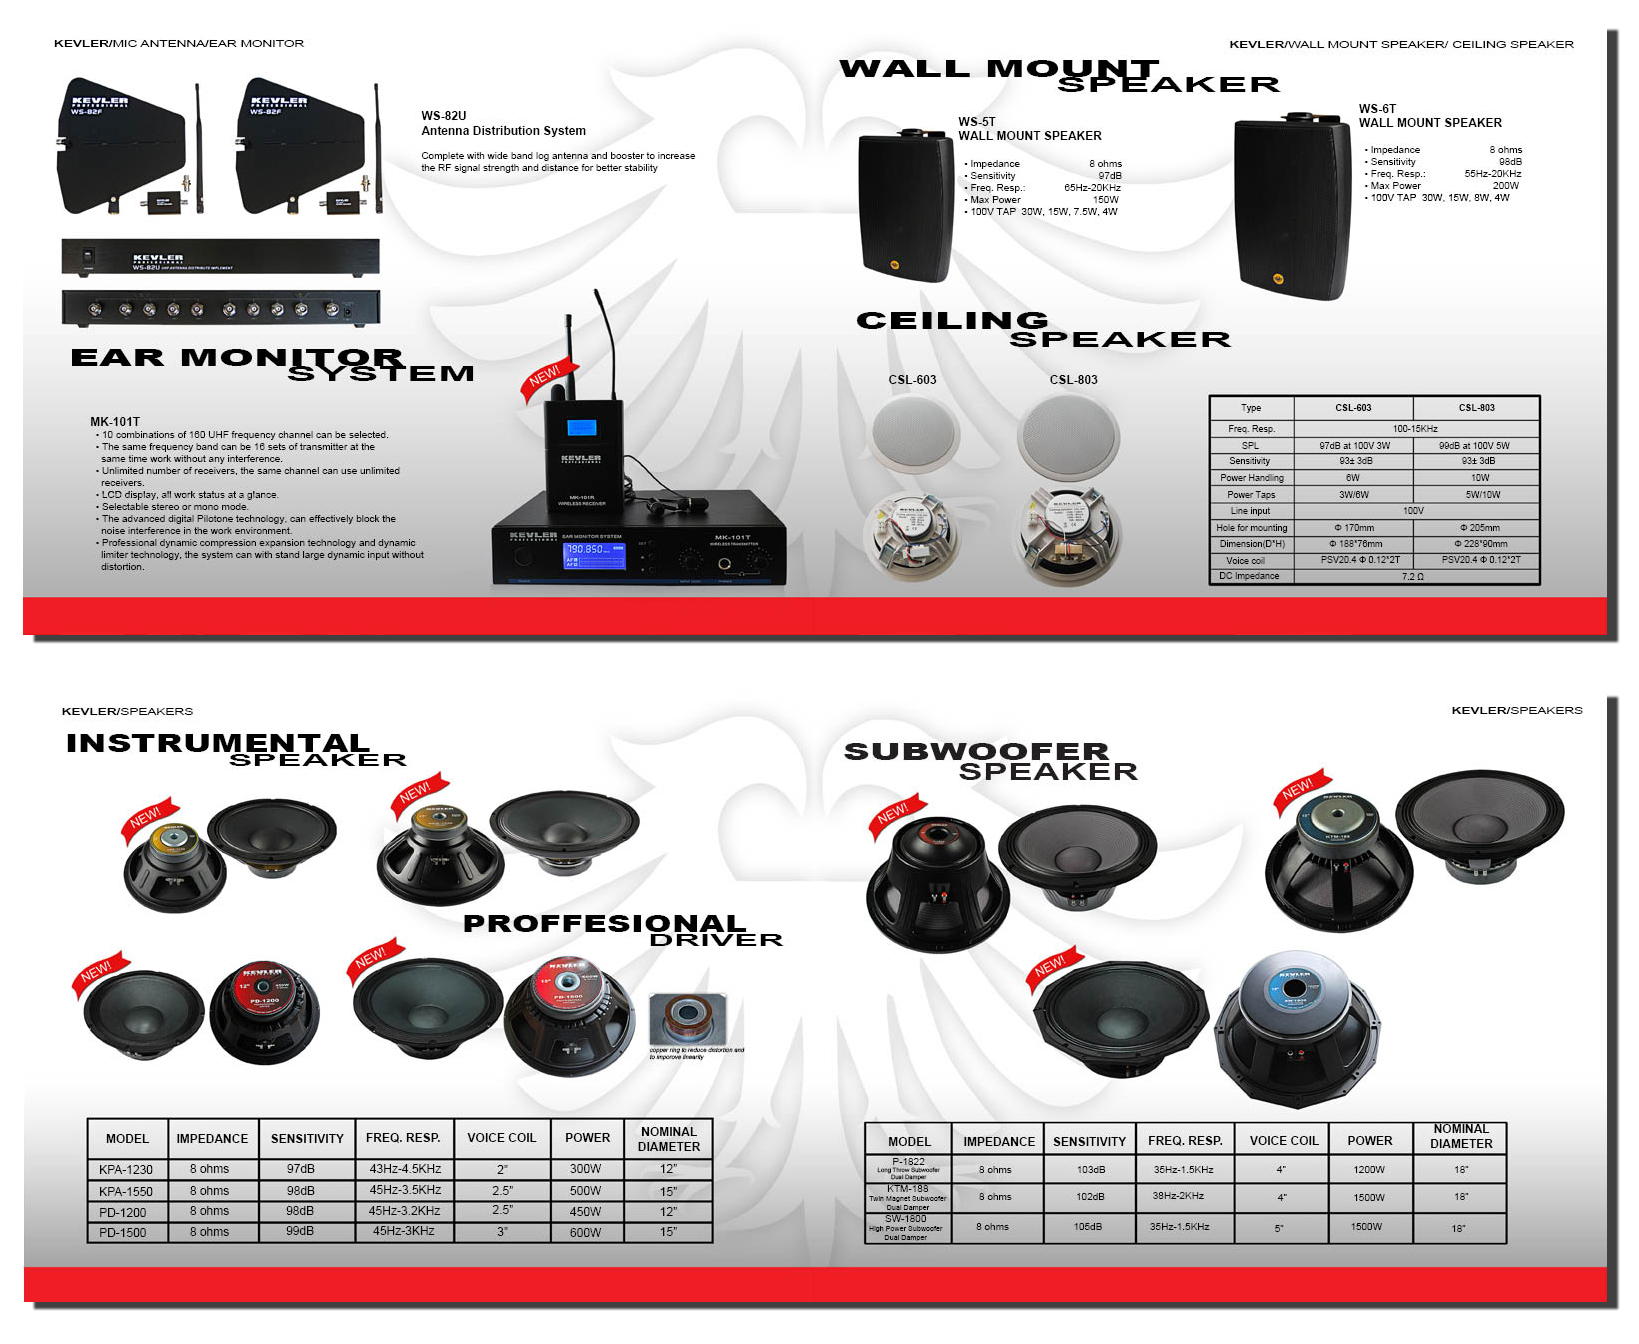 KEVLER/MIC ANTENNA/EAR MONITOR
KEVLER
PROFESSIONAL
WS-82F
KEVLER
PROFESSIONAL
WS-82F
WS-82U
Antenna Distribution System
Complete with wide band log antenna and booster to increase
the RF signal strength and distance for better stability
KEVLER
PROFESSIONAL
WS-82U UHF ANTENNA DISTRIBUTE IMPLEMENT
EAR MONITOR
SYSTEM
MK-101T
• 10 combinations of 160 UHF frequency channel can be selected.
• The same frequency band can be 16 sets of transmitter at the
same time work without any interference.
• Unlimited number of receivers, the same channel can use unlimited
receivers.
• LCD display, all work status at a glance.
• Selectable stereo or mono mode.
• The advanced digital Pilotone technology, can effectively block the
noise interference in the work environment.
• Professional dynamic compression expansion technology and dynamic
limiter technology, the system can with stand large dynamic input without
distortion.
NEW!
KEVLER
PROFESSIONAL
MK-101R
WIRELESS RECEIVER
KEVLER
PROFESSIONAL
EAR MONITOR SYSTEM
790.850
MK-101T
WIRELESS TRANSMITTER
KEVLER/WALL MOUNT SPEAKER/ CEILING SPEAKER
WALL MOUNT
SPEAKER
WS-5T
WALL MOUNT SPEAKER
• Impedance 8 ohms
• Sensitivity 97dB
• Freq. Resp.: 65Hz-20KHz
• Max Power 150W
• 100V TAP 30W, 15W, 7.5W, 4W
WS-6T
WALL MOUNT SPEAKER
• Impedance 8 ohms
• Sensitivity 98dB
• Freq. Resp.: 55Hz-20KHz
• Max Power 200W
• 100V TAP 30W, 15W, 8W, 4W
CEILING
SPEAKER
CSL-603
CSL-803
Type CSL-603 CSL-803
Freq. Resp. 100-15KHz
SPL 97dB at 100V 3W 99dB at 100V 5W
Sensitivity 93± 3dB 93± 3dB
Power Handling 6W 10W
Power Taps 3W/6W 5W/10W
Line input 100V
Hole for mounting Φ 170mm Φ 205mm
Dimension(D*H) Φ 188*76mm Φ 228*90mm
Voice coil PSV20.4 Φ 0.12*2T PSV20.4 Φ 0.12*2T
DC Impedance 7.2 Ω
KEVLER/SPEAKERS
INSTRUMENTAL
SPEAKER
NEW!
NEW!
PROFFESIONAL
DRIVER
NEW!
KEVLER
12"
PD-1200
NEW!
KEVLER
15"
600W
PD-1500
copper ring to reduce distortion and
to imporove linearity
MODEL IMPEDANCE SENSITIVITY FREQ. RESP. VOICE COIL POWER NOMINAL DIAMETER
KPA-1230 8 ohms 97dB 43Hz-4.5KHz 2" 300W 12"
KPA-1550 8 ohms 98dB 45Hz-3.5KHz 2.5" 500W 15"
PD-1200 8 ohms 98dB 45Hz-3.2KHz 2.5" 450W 12"
PD-1500 8 ohms 99dB 45Hz-3KHz 3" 600W 15"
KEVLER/SPEAKERS
SUBWOOFER
SPEAKER
NEW!
NEW!
KEVLER
KTM-188
NEW!
KEVLER
MODEL IMPEDANCE SENSITIVITY FREQ. RESP. VOICE COIL POWER NOMINAL DIAMETER
P-1822
Long Throw Subwoofer
Dual Damper
8 ohms 103dB 35Hz-1.5KHz 4" 1200W 18"
KTM-188
Twin Magnet Subwoofer
Dual Damper
8 ohms 102dB 38Hz-2KHz 4" 1500W 18"
SW-1800
High Power Subwoofer
Dual Damper
8 ohms 105dB 35Hz-1.5KHz 5" 1500W 18"